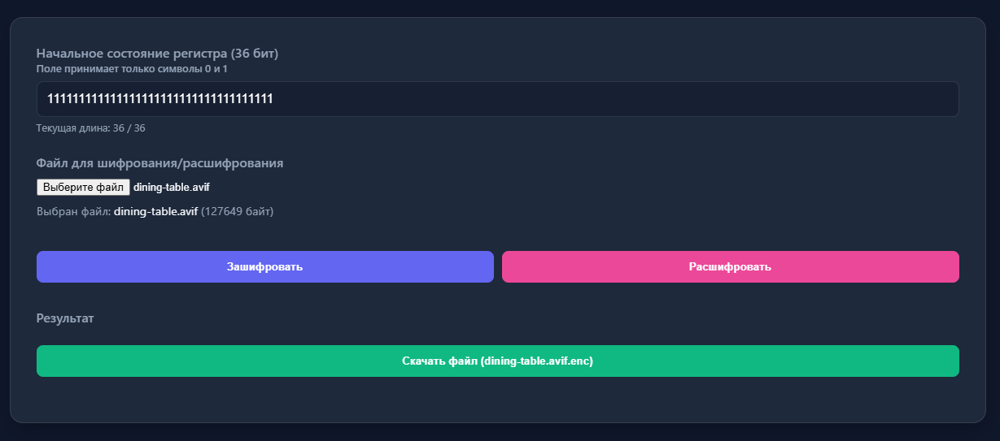 Начальное состояние регистра (36 бит)
Поле принимает только символы 0 и 1
111111111111111111111111111111111111
Текущая длина: 36 / 36
Файл для шифрования/расшифрования
Выберите файл dining-table.avif
Выбран файл: dining-table.avif (127649 байт)
Зашифровать Расшифровать
Результат
Скачать файл (dining-table.avif.enc)